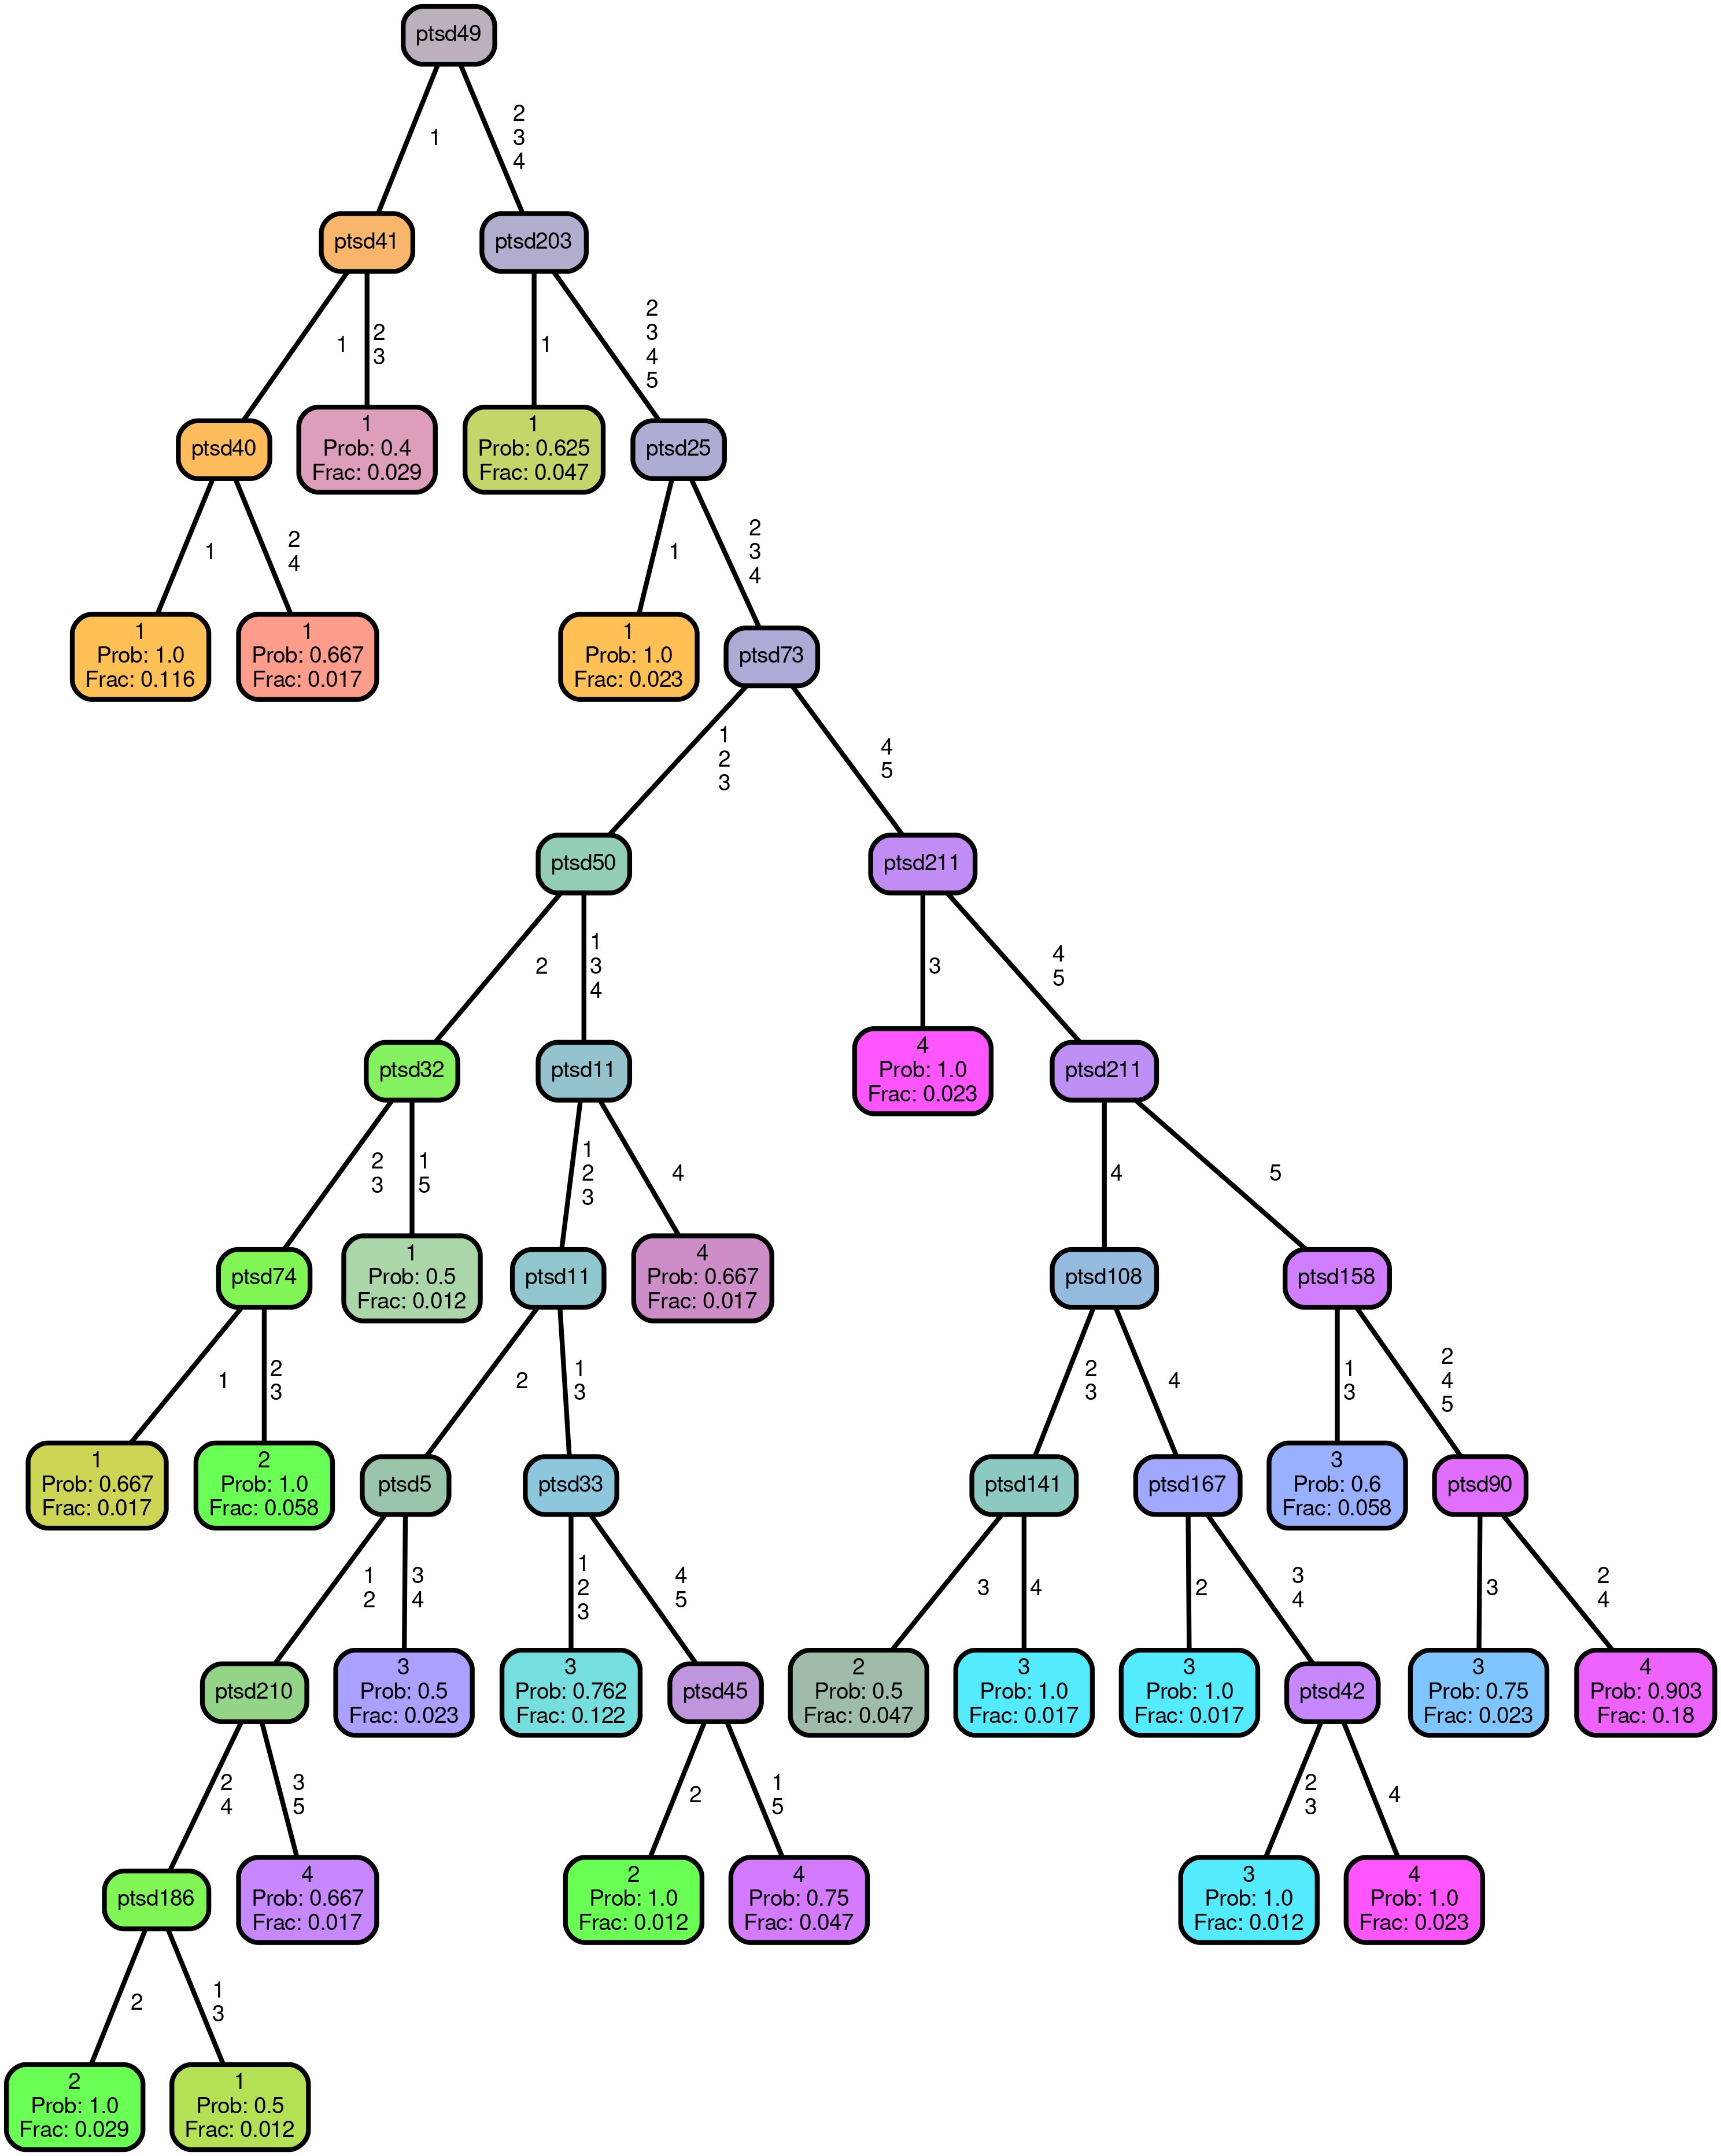 ptsd49
1
2
3
4
ptsd41
ptsd203
1
2
3
1
2
3
4
5
ptsd40
1
Prob: 0.4
Frac: 0.029
1
Prob: 0.625
Frac: 0.047
ptsd25
1
2
4
1
2
3
4
1
Prob: 1.0
Frac: 0.116
1
Prob: 0.667
Frac: 0.017
1
Prob: 1.0
Frac: 0.023
ptsd73
1
2
3
4
5
ptsd50
ptsd211
2
1
3
4
3
4
5
ptsd32
ptsd11
4
Prob: 1.0
Frac: 0.023
ptsd211
2
3
1
5
1
2
3
4
4
5
ptsd74
1
Prob: 0.5
Frac: 0.012
ptsd11
4
Prob: 0.667
Frac: 0.017
ptsd108
ptsd158
1
2
3
2
1
3
2
3
4
1
3
2
4
5
1
Prob: 0.667
Frac: 0.017
2
Prob: 1.0
Frac: 0.058
ptsd5
ptsd33
ptsd141
ptsd167
3
Prob: 0.6
Frac: 0.058
ptsd90
1
2
3
4
1
2
3
4
5
3
4
2
3
4
3
2
4
ptsd210
3
Prob: 0.5
Frac: 0.023
3
Prob: 0.762
Frac: 0.122
ptsd45
2
Prob: 0.5
Frac: 0.047
3
Prob: 1.0
Frac: 0.017
3
Prob: 1.0
Frac: 0.017
ptsd42
3
Prob: 0.75
Frac: 0.023
4
Prob: 0.903
Frac: 0.18
2
4
3
5
2
1
5
2
3
4
ptsd186
4
Prob: 0.667
Frac: 0.017
2
Prob: 1.0
Frac: 0.012
4
Prob: 0.75
Frac: 0.047
3
Prob: 1.0
Frac: 0.012
4
Prob: 1.0
Frac: 0.023
2
1
3
2
Prob: 1.0
Frac: 0.029
1
Prob: 0.5
Frac: 0.012